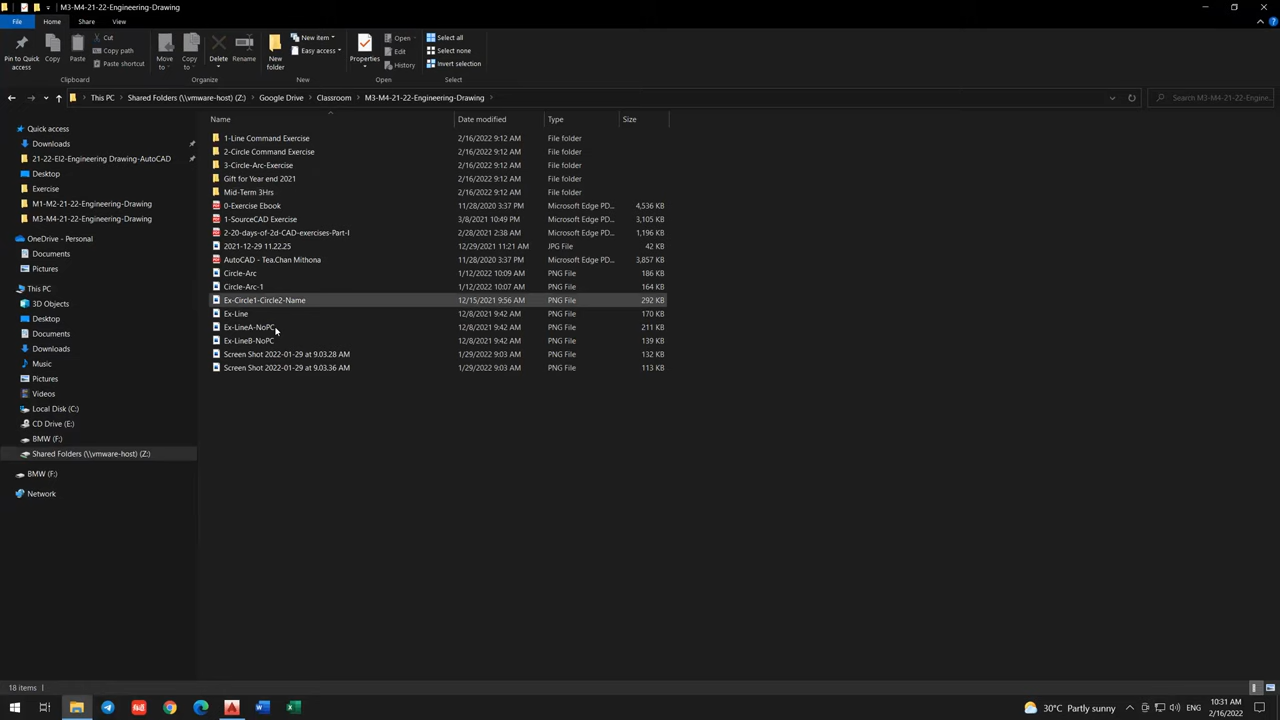 M3-M4-21-22-Engineering-Drawing
File Home Share View
Pin to Quick access
Copy
Paste
Cut
Copy path
Paste shortcut
Move to
Copy to
Delete
Rename
New folder
New item
Easy access
Properties
Open
Edit
History
Select all
Select none
Invert selection
Clipboard Organize New Open Select
This PC Shared Folders (\\vmware-host) (Z:) Google Drive Classroom M3-M4-21-22-Engineering-Drawing
Search M3-M4-21-22-Engine...
Name Date modified Type Size
Quick access
Downloads
21-22-EI2-Engineering Drawing-AutoCAD
Desktop
Exercise
M1-M2-21-22-Engineering-Drawing
M3-M4-21-22-Engineering-Drawing
OneDrive - Personal
Documents
Pictures
This PC
3D Objects
Desktop
Documents
Downloads
Music
Pictures
Videos
Local Disk (C:)
CD Drive (E:)
BMW (F:)
Shared Folders (\\vmware-host) (Z:)
BMW (F:)
Network
1-Line Command Exercise 2/16/2022 9:12 AM File folder
2-Circle Command Exercise 2/16/2022 9:12 AM File folder
3-Circle-Arc-Exercise 2/16/2022 9:12 AM File folder
Gift for Year end 2021 2/16/2022 9:12 AM File folder
Mid-Term 3Hrs 2/16/2022 9:12 AM File folder
0-Exercise Ebook 11/28/2020 3:37 PM Microsoft Edge PD... 4,536 KB
1-SourceCAD Exercise 3/8/2021 10:49 PM Microsoft Edge PD... 3,105 KB
2-20-days-of-2d-CAD-exercises-Part-I 2/28/2021 2:38 AM Microsoft Edge PD... 1,196 KB
2021-12-29 11.22.25 12/29/2021 11:21 AM JPG File 42 KB
AutoCAD - Tea.Chan Mithona 11/28/2020 3:37 PM Microsoft Edge PD... 3,857 KB
Circle-Arc 1/12/2022 10:09 AM PNG File 186 KB
Circle-Arc-1 1/12/2022 10:07 AM PNG File 164 KB
Ex-Circle1-Circle2-Name 12/15/2021 9:56 AM PNG File 292 KB
Ex-Line 12/8/2021 9:42 AM PNG File 170 KB
Ex-LineA-NoPC 12/8/2021 9:42 AM PNG File 211 KB
Ex-LineB-NoPC 12/8/2021 9:42 AM PNG File 139 KB
Screen Shot 2022-01-29 at 9.03.28 AM 1/29/2022 9:03 AM PNG File 132 KB
Screen Shot 2022-01-29 at 9.03.36 AM 1/29/2022 9:03 AM PNG File 113 KB
18 items
30°C Partly sunny
10:31 AM
2/16/2022